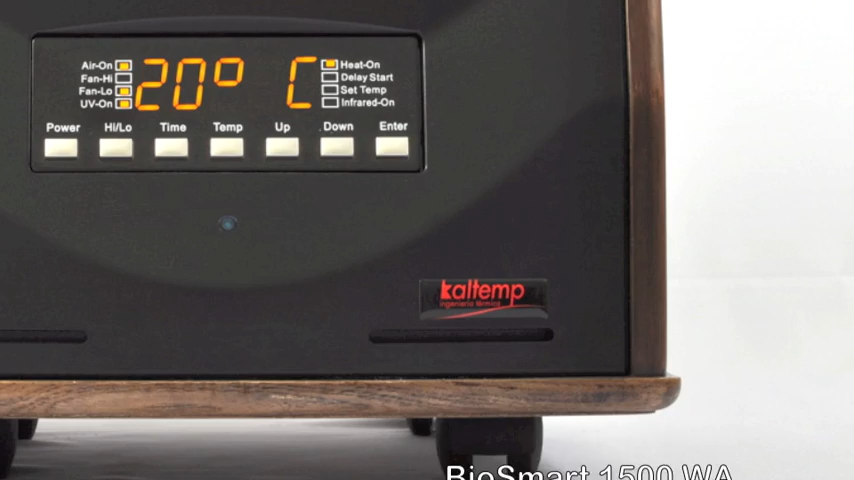 Air-On
Fan-Hi
Fan-Lo
UV-On
20° C
Heat-On
Delay Start
Set Temp
Infrared-On
Power Hi/Lo Time Temp Up Down Enter
kaltemp
ingeniería térmica
BioSmart 1500 WA